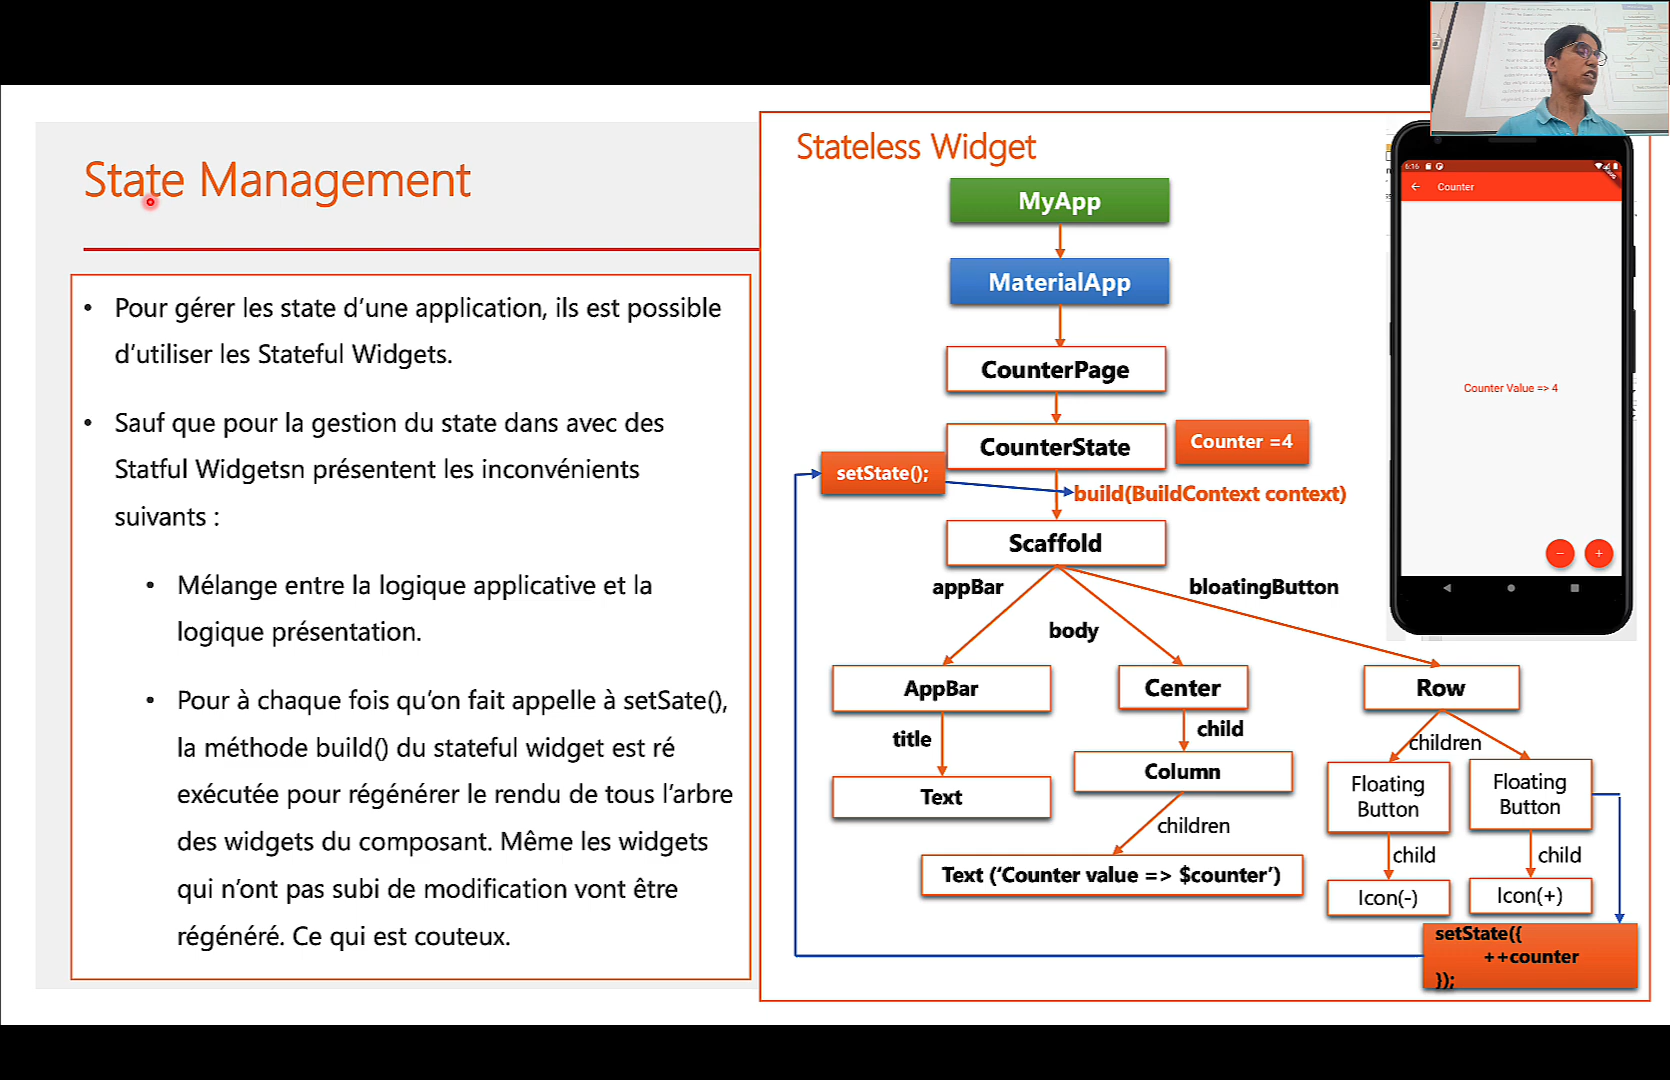 State Management
• Pour gérer les state d’une application, ils est possible
d’utiliser les Stateful Widgets.
• Sauf que pour la gestion du state dans avec des
Statful Widgetsn présentent les inconvénients
suivants :
• Mélange entre la logique applicative et la
logique présentation.
• Pour à chaque fois qu’on fait appelle à setSate(),
la méthode build() du stateful widget est ré
exécutée pour régénérer le rendu de tous l’arbre
des widgets du composant. Même les widgets
qui n’ont pas subi de modification vont être
régénéré. Ce qui est couteux.
Stateless Widget
MyApp
MaterialApp
CounterPage
CounterState
Counter =4
setState();
build(BuildContext context)
Scaffold
appBar
body
bloatingButton
AppBar
Center
Row
title
child
children
Text
Column
Floating
Button
Floating
Button
children
child
child
Text (‘Counter value => $counter’)
Icon(-)
Icon(+)
setState({
++counter
});
6:16
Counter
Counter Value => 4